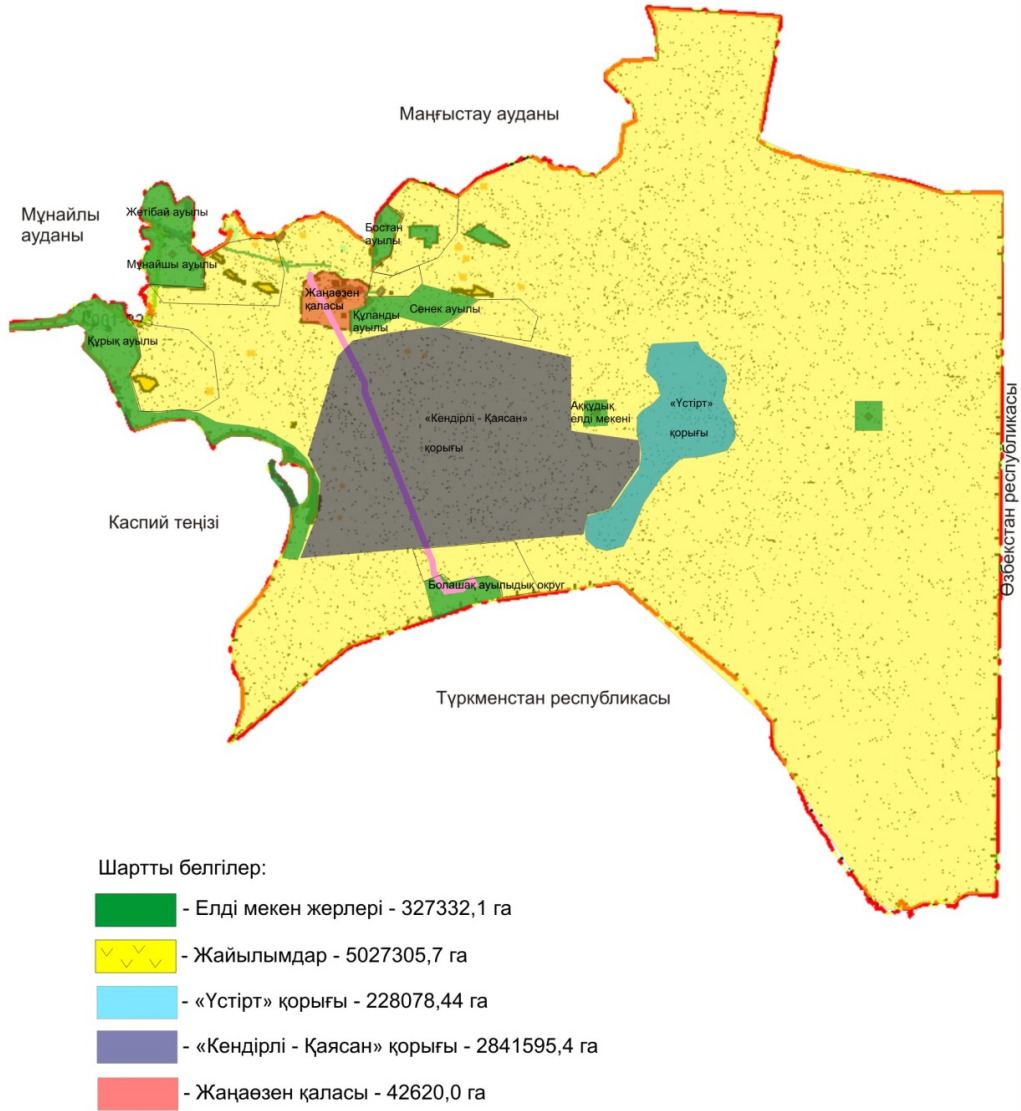 Маңғыстау ауданы
Мұнайлы
ауданы
Жетібай ауылы
Бостан
ауылы
Мұнайшы ауылы
Жаңаөзен
қаласы
Сенек ауылы
Құланды
ауылы
Құрық ауылы
«Үстірт»
қорығы
Аққұдық
елді мекені
«Кендірлі - Қаясан»
қорығы
Өзбекстан республикасы
Каспий теңізі
Болашақ ауылыдық округ
Түркменстан республикасы
Шартты белгілер:
- Елді мекен жерлері - 327332,1 га
- Жайылымдар - 5027305,7 га
- «Үстірт» қорығы - 228078,44 га
- «Кендірлі - Қаясан» қорығы - 2841595,4 га
- Жаңаөзен қаласы - 42620,0 га